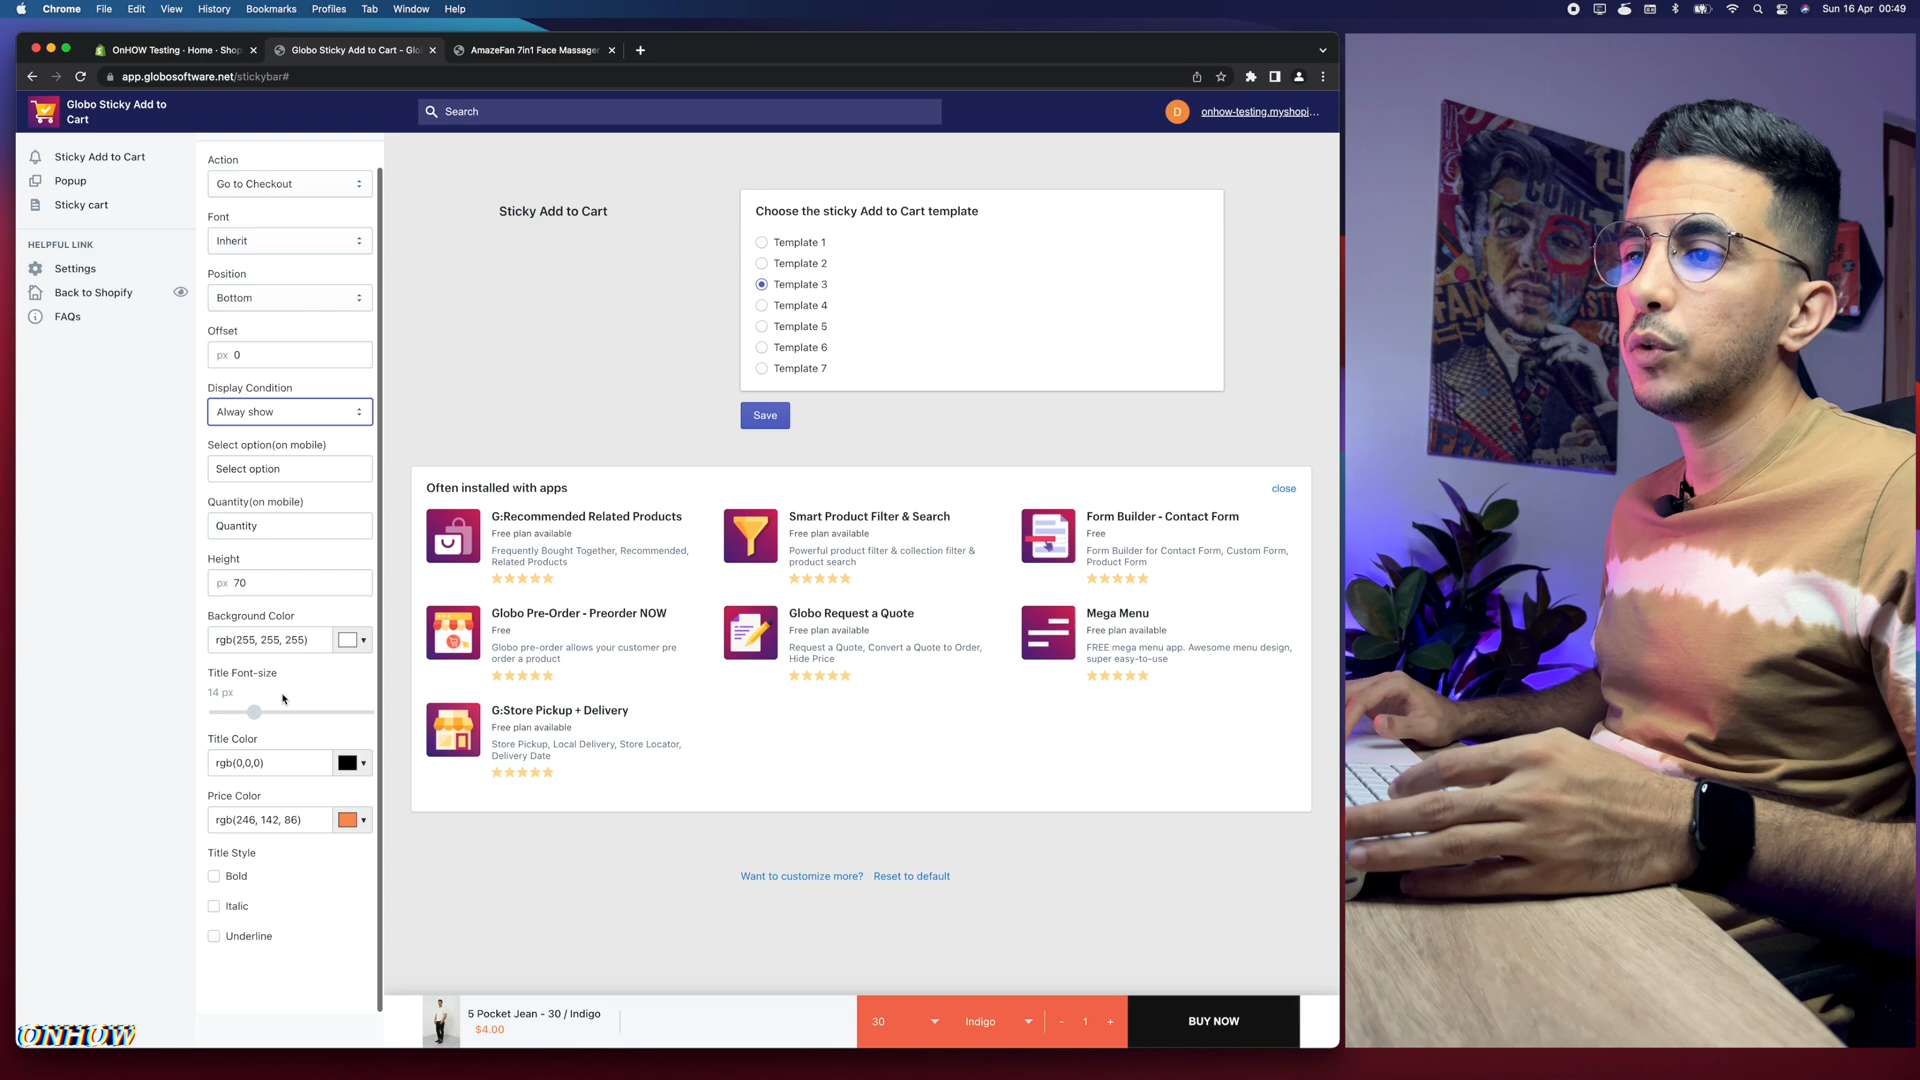 Chrome File Edit View History Bookmarks Profiles Tab Window Help
Sun 16 Apr 00:49
OnHOW Testing · Home · Shop
Globo Sticky Add to Cart - Glo
AmazeFan 7in1 Face Massager
app.globosoftware.net/stickybar#
Globo Sticky Add to
Cart
Search
D
onhow-testing.myshopi...
Sticky Add to Cart
Popup
Sticky cart
HELPFUL LINK
Settings
Back to Shopify
FAQs
Action
Go to Checkout
Font
Inherit
Position
Bottom
Offset
px 0
Display Condition
Alway show
Select option(on mobile)
Select option
Quantity(on mobile)
Quantity
Height
px 70
Background Color
rgb(255, 255, 255)
Title Font-size
14 px
Title Color
rgb(0,0,0)
Price Color
rgb(246, 142, 86)
Title Style
Bold
Italic
Underline
Sticky Add to Cart
Choose the sticky Add to Cart template
Template 1
Template 2
Template 3
Template 4
Template 5
Template 6
Template 7
Save
Often installed with apps
close
G:Recommended Related Products
Free plan available
Frequently Bought Together, Recommended,
Related Products
Smart Product Filter & Search
Free plan available
Powerful product filter & collection filter &
product search
Form Builder - Contact Form
Free
Form Builder for Contact Form, Custom Form,
Product Form
Globo Pre-Order - Preorder NOW
Free
Globo pre-order allows your customer pre
order a product
Globo Request a Quote
Free plan available
Request a Quote, Convert a Quote to Order,
Hide Price
Mega Menu
Free plan available
FREE mega menu app. Awesome menu design,
super easy-to-use
G:Store Pickup + Delivery
Free plan available
Store Pickup, Local Delivery, Store Locator,
Delivery Date
Want to customize more? Reset to default
5 Pocket Jean - 30 / Indigo
$4.00
30
Indigo
- 1 +
BUY NOW
ONHOW